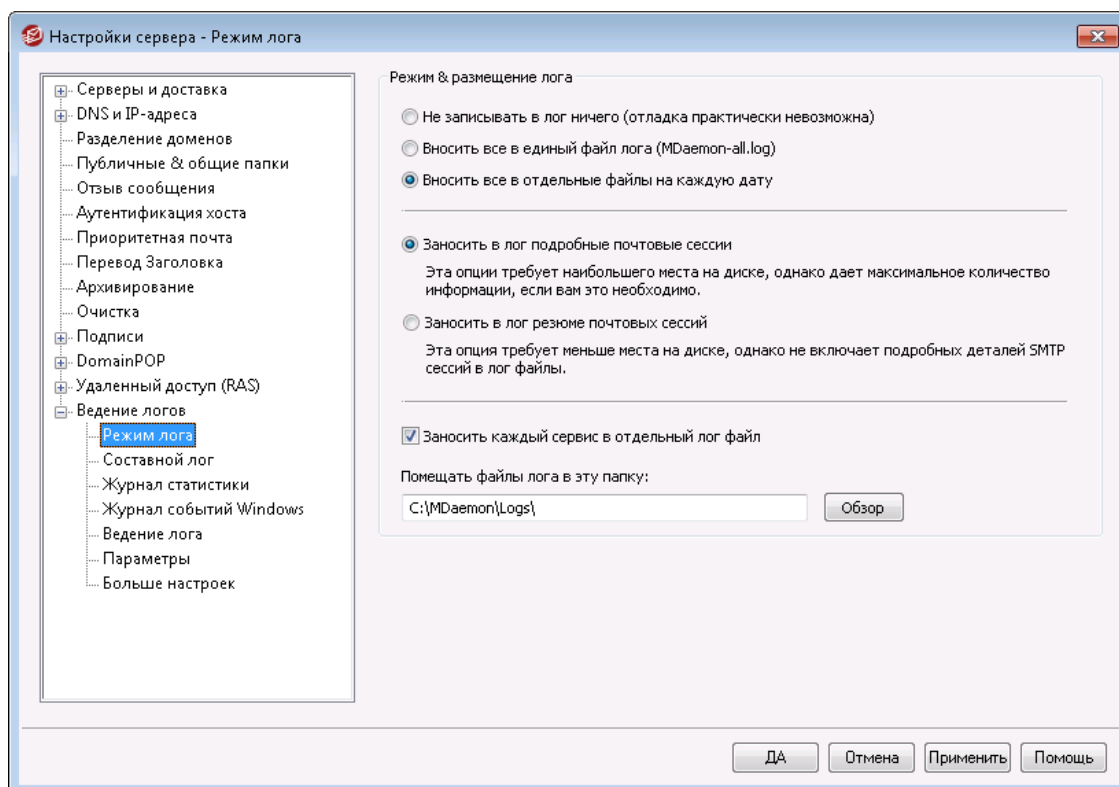 Настройки сервера - Режим лога
Серверы и доставка
DNS и IP-адреса
Разделение доменов
Публичные & общие папки
Отзыв сообщения
Аутентификация хоста
Приоритетная почта
Перевод Заголовка
Архивирование
Очистка
Подписи
DomainPOP
Удаленный доступ (RAS)
Ведение логов
Режим лога
Составной лог
Журнал статистики
Журнал событий Windows
Ведение лога
Параметры
Больше настроек
Режим & размещение лога
Не записывать в лог ничего (отладка практически невозможна)
Вносить все в единый файл лога (MDaemon-all.log)
Вносить все в отдельные файлы на каждую дату
Заносить в лог подробные почтовые сессии
Эта опции требует наибольшего места на диске, однако дает максимальное количество
информации, если вам это необходимо.
Заносить в лог резюме почтовых сессий
Эта опция требует меньше места на диске, однако не включает подробных деталей SMTP
сессий в лог файлы.
Заносить каждый сервис в отдельный лог файл
Помещать файлы лога в эту папку:
C:\MDaemon\Logs\
Обзор
ДА
Отмена
Применить
Помощь